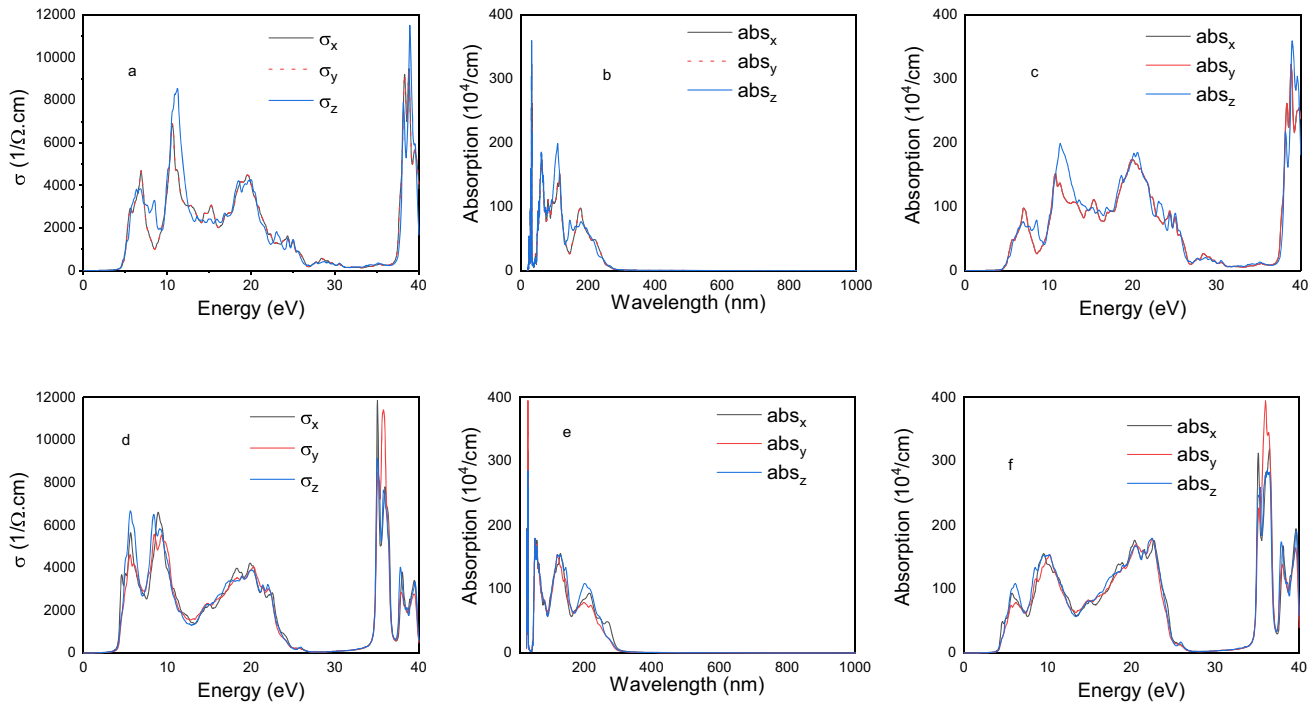 12000
10000
8000
6000
4000
2000
0
σ (1/Ω.cm)
a
σx
σy
σz
0 10 20 30 40
Energy (eV)
400
300
200
100
0
Absorption (10⁴/cm)
b
absx
absy
absz
0 200 400 600 800 1000
Wavelength (nm)
400
300
200
100
0
Absorption (10⁴/cm)
c
absx
absy
absz
0 10 20 30 40
Energy (eV)
12000
10000
8000
6000
4000
2000
0
σ (1/Ω.cm)
d
σx
σy
σz
0 10 20 30 40
Energy (eV)
400
300
200
100
0
Absorption (10⁴/cm)
e
absx
absy
absz
0 200 400 600 800 1000
Wavelength (nm)
400
300
200
100
0
Absorption (10⁴/cm)
f
absx
absy
absz
0 10 20 30 40
Energy (eV)